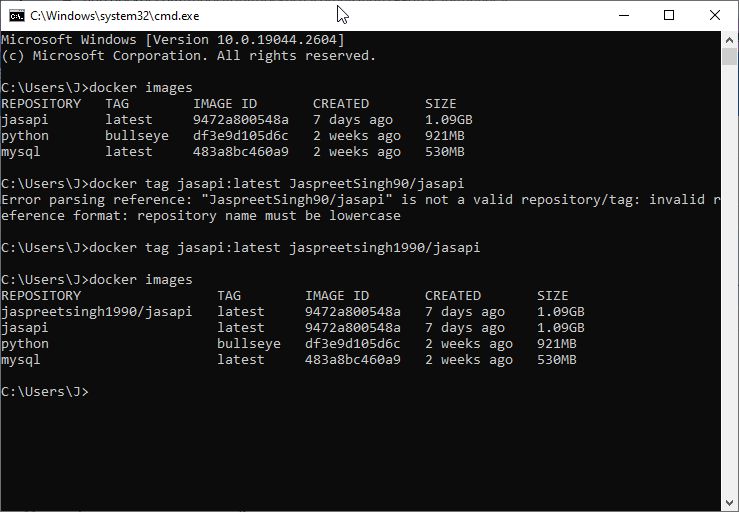 C:\Windows\system32\cmd.exe
Microsoft Windows [Version 10.0.19044.2604]
(c) Microsoft Corporation. All rights reserved.
C:\Users\J>docker images
REPOSITORY   TAG        IMAGE ID       CREATED       SIZE
jasapi       latest     9472a800548a   7 days ago    1.09GB
python       bullseye   df3e9d105d6c   2 weeks ago   921MB
mysql        latest     483a8bc460a9   2 weeks ago   530MB
C:\Users\J>docker tag jasapi:latest JaspreetSingh90/jasapi
Error parsing reference: "JaspreetSingh90/jasapi" is not a valid repository/tag: invalid r
eference format: repository name must be lowercase
C:\Users\J>docker tag jasapi:latest jaspreetsingh1990/jasapi
C:\Users\J>docker images
REPOSITORY                 TAG        IMAGE ID       CREATED       SIZE
jaspreetsingh1990/jasapi   latest     9472a800548a   7 days ago    1.09GB
jasapi                     latest     9472a800548a   7 days ago    1.09GB
python                     bullseye   df3e9d105d6c   2 weeks ago   921MB
mysql                      latest     483a8bc460a9   2 weeks ago   530MB
C:\Users\J>